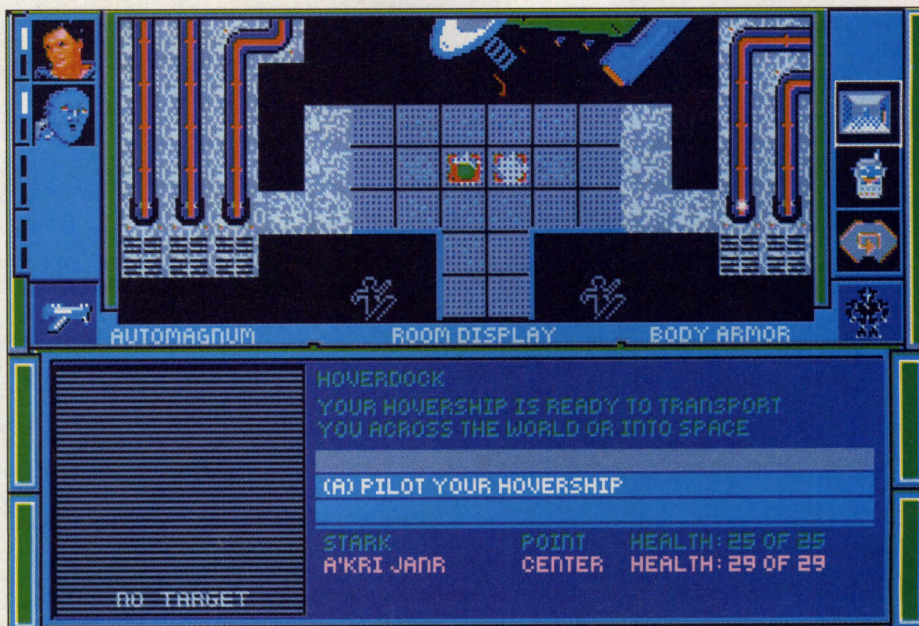 AUTOMAGNUM ROOM DISPLAY BODY ARMOR
HOVERDOCK
YOUR HOVERSHIP IS READY TO TRANSPORT
YOU ACROSS THE WORLD OR INTO SPACE
(A) PILOT YOUR HOVERSHIP
STARK POINT HEALTH: 25 OF 25
A'KRI JANR CENTER HEALTH: 29 OF 29
NO TARGET